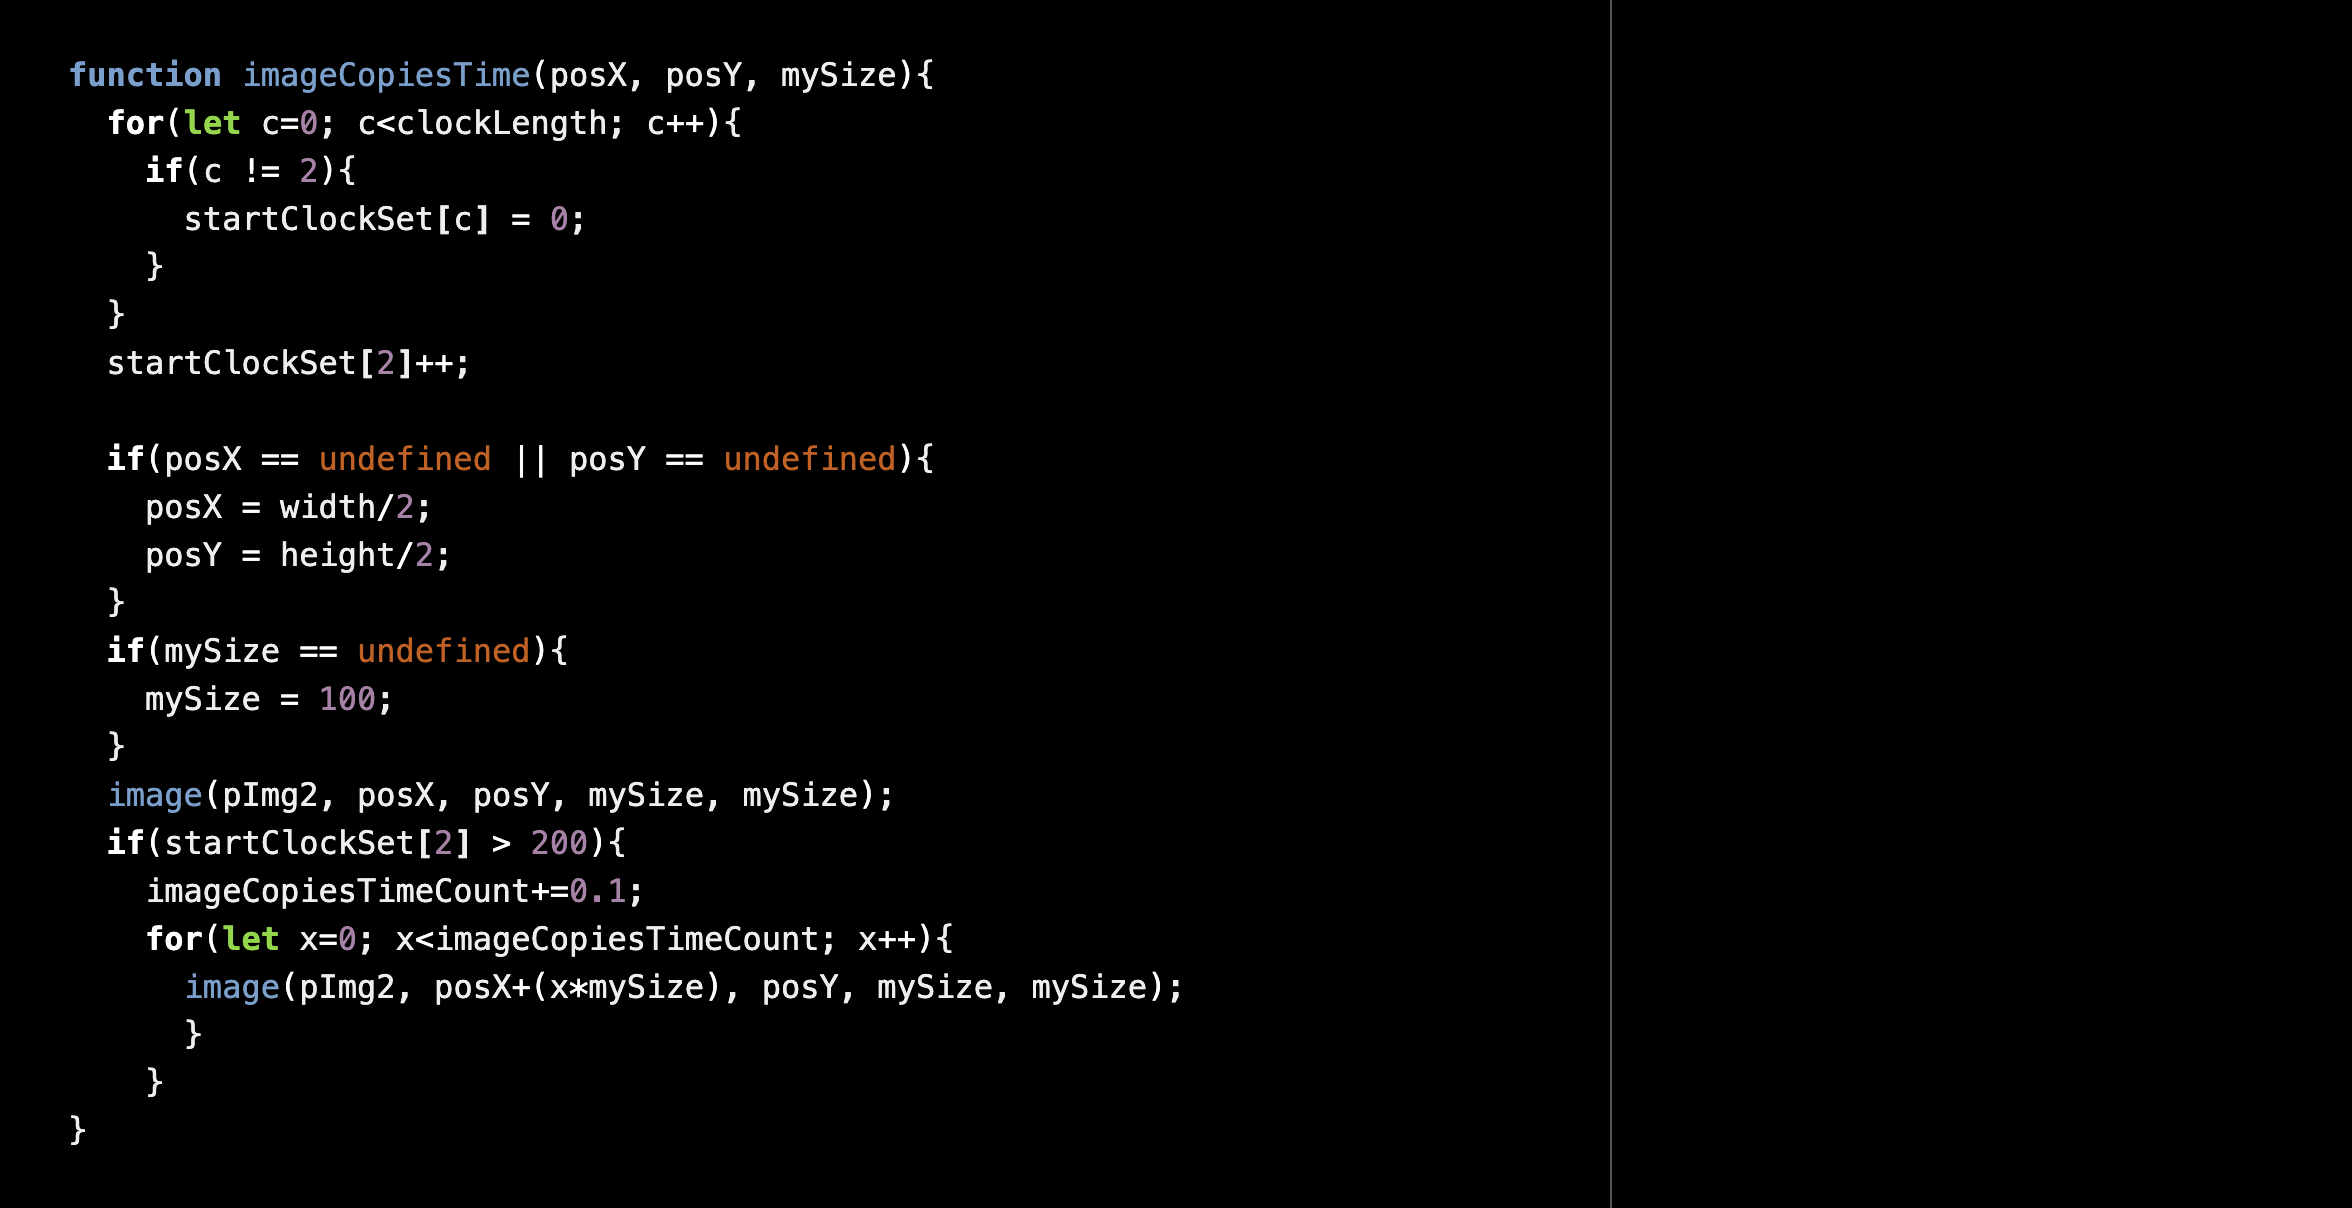 function imageCopiesTime(posX, posY, mySize){
  for(let c=0; c<clockLength; c++){
    if(c != 2){
      startClockSet[c] = 0;
    }
  }
  startClockSet[2]++;

  if(posX == undefined || posY == undefined){
    posX = width/2;
    posY = height/2;
  }
  if(mySize == undefined){
    mySize = 100;
  }
  image(pImg2, posX, posY, mySize, mySize);
  if(startClockSet[2] > 200){
    imageCopiesTimeCount+=0.1;
    for(let x=0; x<imageCopiesTimeCount; x++){
      image(pImg2, posX+(x*mySize), posY, mySize, mySize);
      }
    }
}